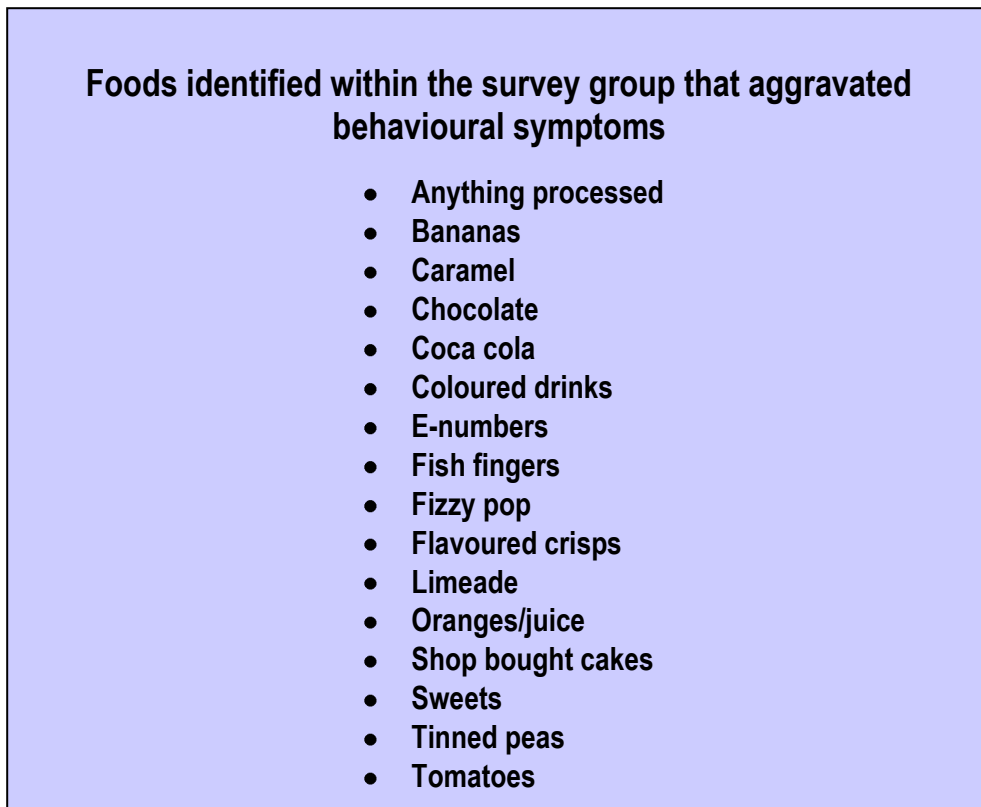 Foods identified within the survey group that aggravated
behavioural symptoms
● Anything processed
● Bananas
● Caramel
● Chocolate
● Coca cola
● Coloured drinks
● E-numbers
● Fish fingers
● Fizzy pop
● Flavoured crisps
● Limeade
● Oranges/juice
● Shop bought cakes
● Sweets
● Tinned peas
● Tomatoes